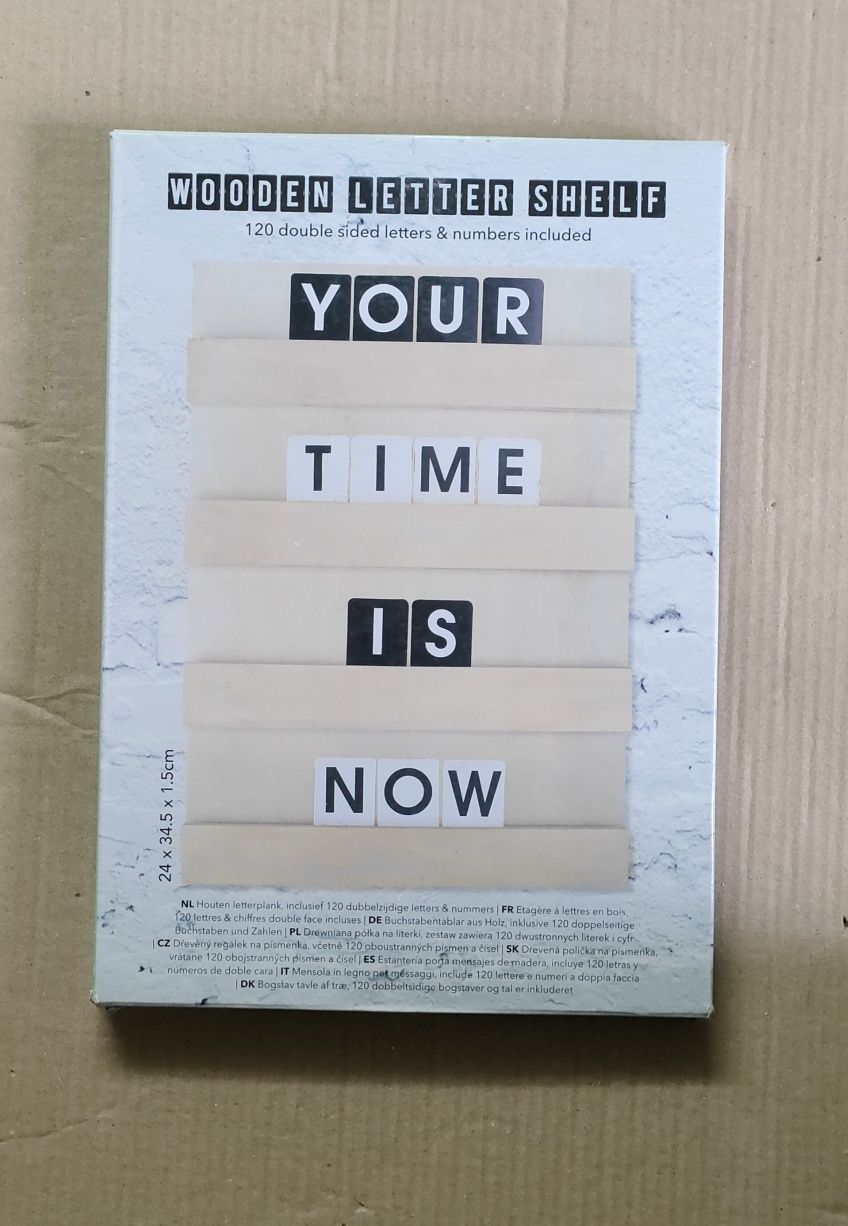 WOODEN LETTER SHELF
120 double sided letters & numbers included
YOUR
TIME
IS
NOW
24 x 34.5 x 1.5cm
NL Houten letterplank, inclusief 120 dubbelzijdige letters & nummers | FR Etagère à lettres en bois,
120 lettres & chiffres double face incluses | DE Buchstabentablar aus Holz, inklusive 120 doppelseitige
Buchstaben und Zahlen | PL Drewniana półka na literki, zestaw zawiera 120 dwustronnych literek i cyfr
| CZ Dřevěný regálek na písmenka, včetně 120 oboustranných písmen a čísel | SK Drevená polička na písmenka,
vrátane 120 obojstranných písmen a čísel | ES Estantería porta mensajes de madera, incluye 120 letras y
números de doble cara | IT Mensola in legno per messaggi, include 120 lettere e numeri a doppia faccia
| DK Bogstav tavle af træ, 120 dobbeltsidige bogstaver og tal er inkluderet